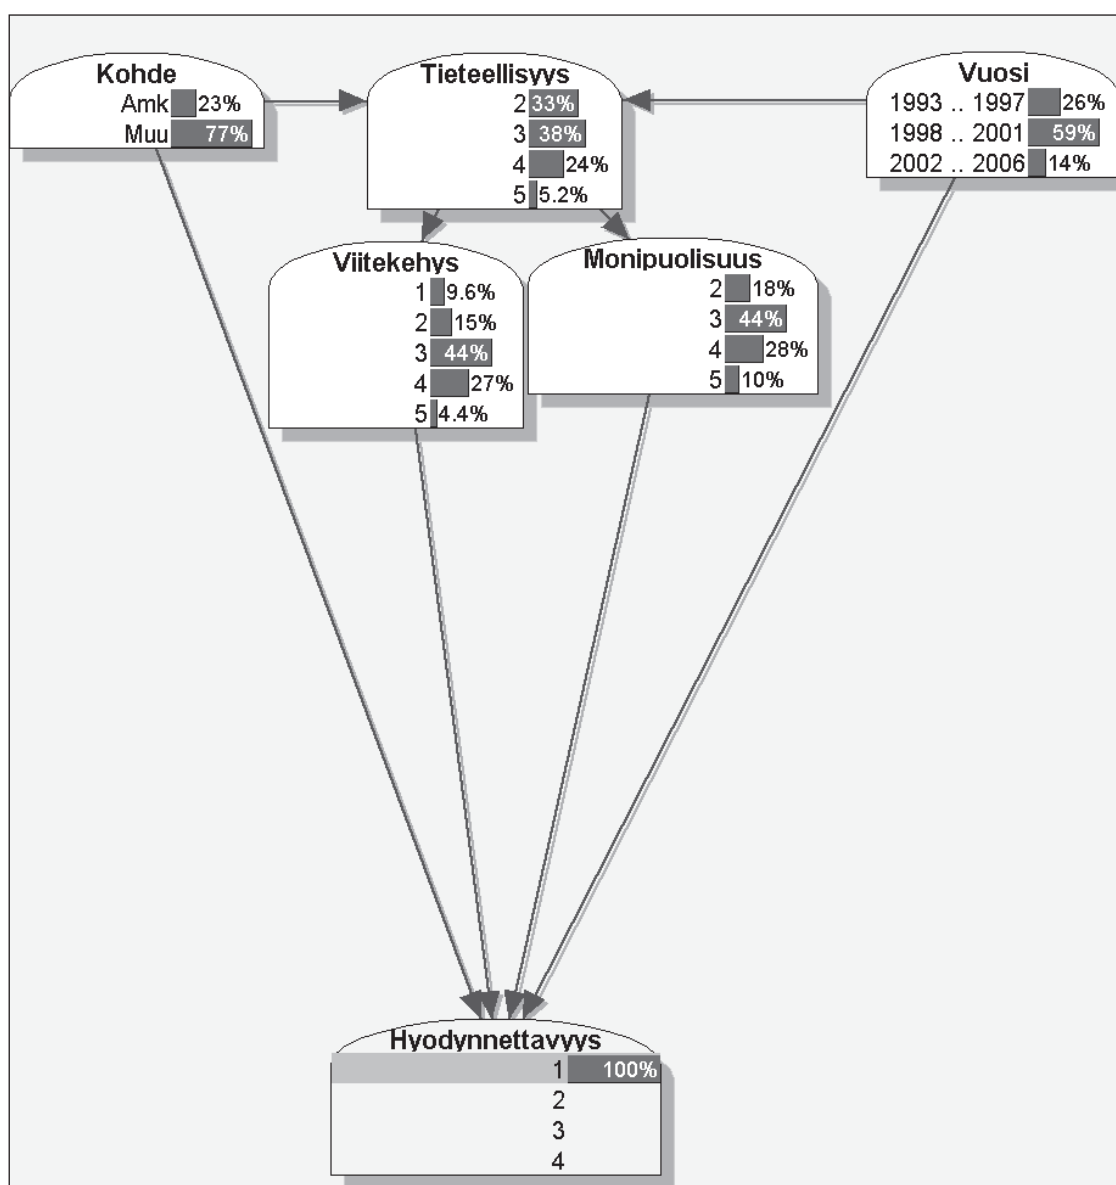 Kohde
Amk 23%
Muu 77%
Tieteellisyys
2 33%
3 38%
4 24%
5 5.2%
Vuosi
1993 .. 1997 26%
1998 .. 2001 59%
2002 .. 2006 14%
Viitekehys
1 9.6%
2 15%
3 44%
4 27%
5 4.4%
Monipuolisuus
2 18%
3 44%
4 28%
5 10%
Hyodynnettavyys
1 100%
2
3
4